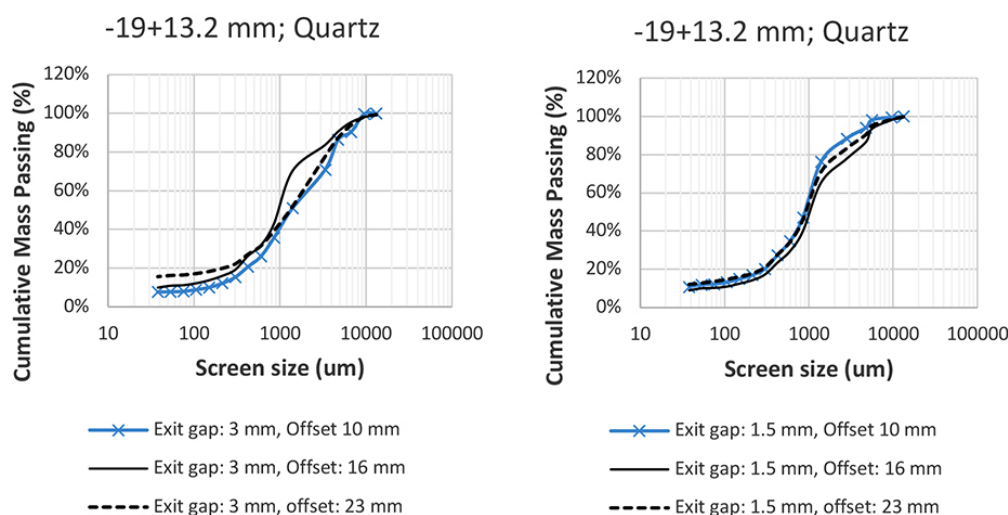 -19+13.2 mm; Quartz
Cumulative Mass Passing (%)
120%
100%
80%
60%
40%
20%
0%
10 100 1000 10000 100000
Screen size (um)
Exit gap: 3 mm, Offset 10 mm
Exit gap: 3 mm, Offset: 16 mm
Exit gap: 3 mm, offset: 23 mm
-19+13.2 mm; Quartz
Cumulative Mass Passing (%)
120%
100%
80%
60%
40%
20%
0%
10 100 1000 10000 100000
Screen size (um)
Exit gap: 1.5 mm, Offset 10 mm
Exit gap: 1.5 mm, Offset: 16 mm
Exit gap: 1.5 mm, offset: 23 mm